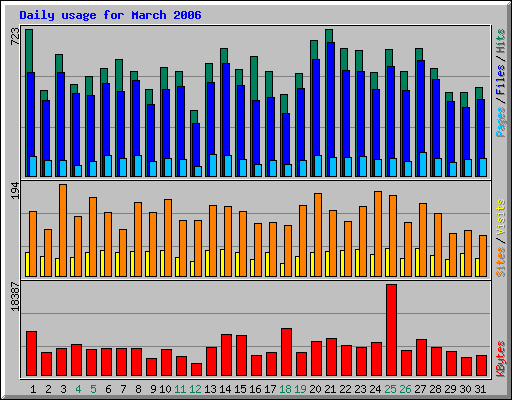 Daily usage for March 2006
723
Pages / Files / Hits
194
Sites / Visits
18387
KBytes
1 2 3 4 5 6 7 8 9 10 11 12 13 14 15 16 17 18 19 20 21 22 23 24 25 26 27 28 29 30 31